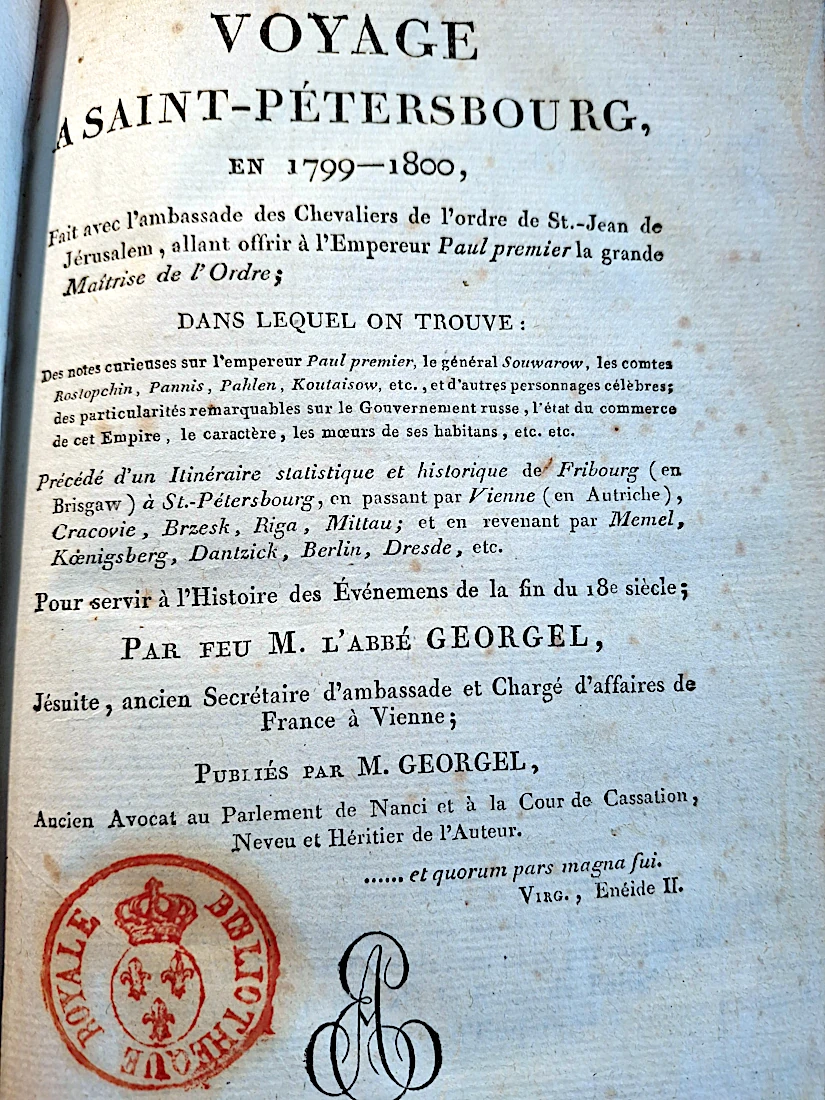 VOYAGE
A SAINT-PÉTERSBOURG,
EN 1799—1800,
Fait avec l'ambassade des Chevaliers de l'ordre de St.-Jean de
Jérusalem, allant offrir à l'Empereur Paul premier la grande
Maîtrise de l'Ordre;
DANS LEQUEL ON TROUVE :
Des notes curieuses sur l'empereur Paul premier, le général Souwarow, les comtes
Rostopchin, Pannis, Pahlen, Koutaisow, etc., et d'autres personnages célèbres;
des particularités remarquables sur le Gouvernement russe, l'état du commerce
de cet Empire, le caractère, les mœurs de ses habitans, etc. etc.
Précédé d'un Itinéraire statistique et historique de Fribourg (en
Brisgaw) à St.-Pétersbourg, en passant par Vienne (en Autriche),
Cracovie, Brzesk, Riga, Mittau; et en revenant par Memel,
Kœnigsberg, Dantzick, Berlin, Dresde, etc.
Pour servir à l'Histoire des Événemens de la fin du 18e siècle;
PAR FEU M. L'ABBÉ GEORGEL,
Jésuite, ancien Secrétaire d'ambassade et Chargé d'affaires de
France à Vienne;
PUBLIÉS PAR M. GEORGEL,
Ancien Avocat au Parlement de Nanci et à la Cour de Cassation,
Neveu et Héritier de l'Auteur.
...... et quorum pars magna fui.
VIRG., Enéide II.
BIBLIOTHEQUE ROYALE